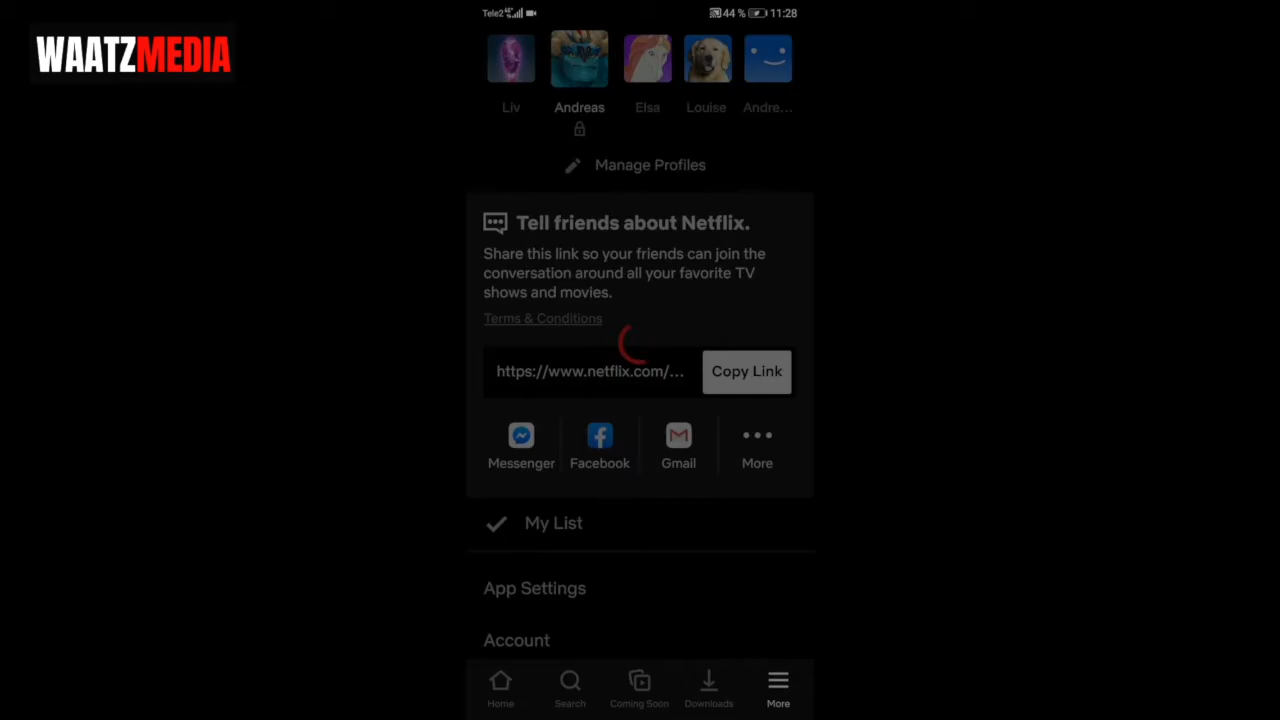 WAATZMEDIA
Tele2 44 % 11:28
Liv Andreas Elsa Louise Andre...
Manage Profiles
Tell friends about Netflix.
Share this link so your friends can join the
conversation around all your favorite TV
shows and movies.
Terms & Conditions
https://www.netflix.com/... Copy Link
Messenger Facebook Gmail More
My List
App Settings
Account
Home Search Coming Soon Downloads More